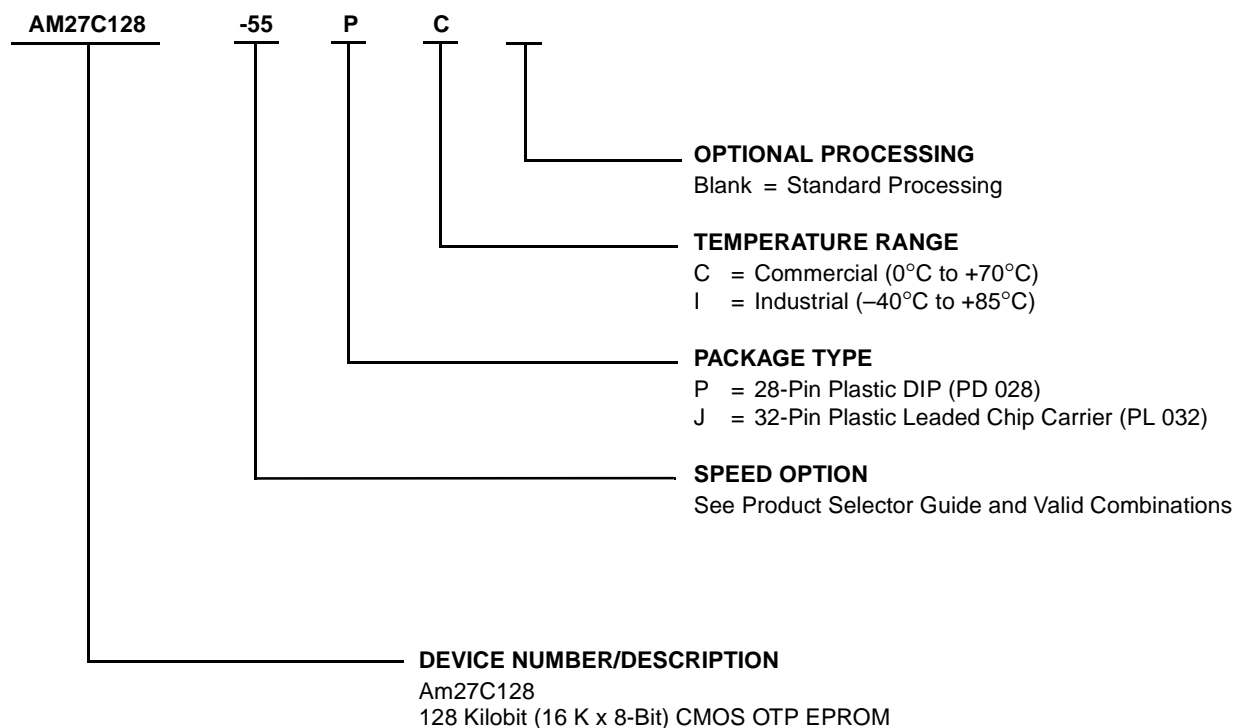 AM27C128 -55 P C
OPTIONAL PROCESSING
Blank = Standard Processing
TEMPERATURE RANGE
C = Commercial (0°C to +70°C)
I = Industrial (–40°C to +85°C)
PACKAGE TYPE
P = 28-Pin Plastic DIP (PD 028)
J = 32-Pin Plastic Leaded Chip Carrier (PL 032)
SPEED OPTION
See Product Selector Guide and Valid Combinations
DEVICE NUMBER/DESCRIPTION
Am27C128
128 Kilobit (16 K x 8-Bit) CMOS OTP EPROM